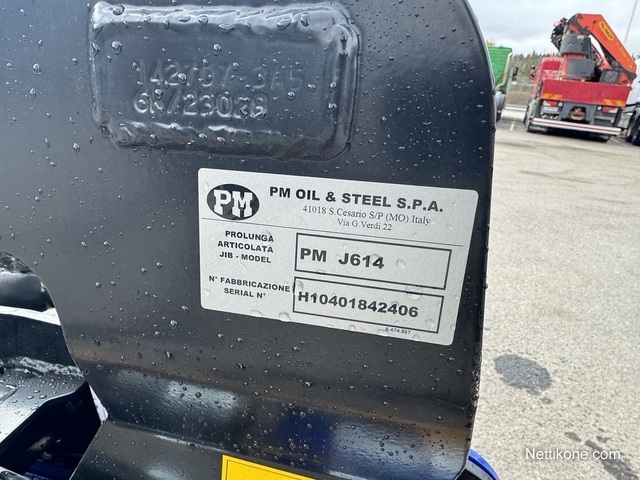 PM
PM OIL & STEEL S.P.A.
41018 S.Cesario S/P (MO) Italy
Via G.Verdi 22
PROLUNGA
ARTICOLATA
JIB - MODEL
PM J614
N° FABBRICAZIONE
SERIAL N°
H10401842406
Nettikone.com